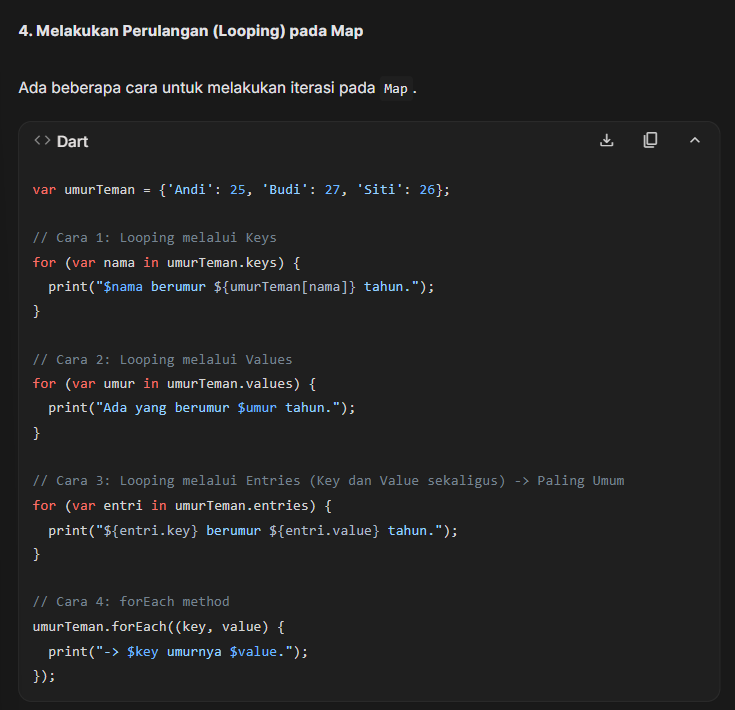 4. Melakukan Perulangan (Looping) pada Map
Ada beberapa cara untuk melakukan iterasi pada Map.
<> Dart
var umurTeman = {'Andi': 25, 'Budi': 27, 'Siti': 26};
// Cara 1: Looping melalui Keys
for (var nama in umurTeman.keys) {
  print("$nama berumur ${umurTeman[nama]} tahun.");
}
// Cara 2: Looping melalui Values
for (var umur in umurTeman.values) {
  print("Ada yang berumur $umur tahun.");
}
// Cara 3: Looping melalui Entries (Key dan Value sekaligus) -> Paling Umum
for (var entri in umurTeman.entries) {
  print("${entri.key} berumur ${entri.value} tahun.");
}
// Cara 4: forEach method
umurTeman.forEach((key, value) {
  print("-> $key umurnya $value.");
});